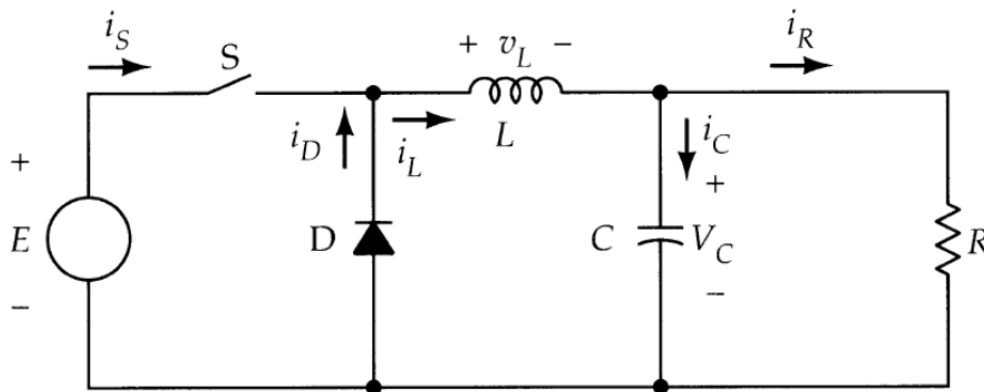 i_S
S
+ v_L −
i_R
i_D
i_L
L
i_C
+
E
−
D
C
+
V_C
−
R